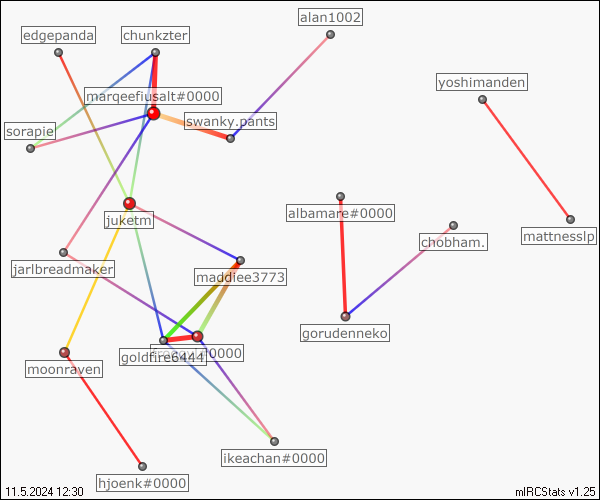 alan1002
edgepanda
chunkzter
yoshimanden
marqeefiusalt#0000
swanky.pants
sorapie
albamare#0000
juketm
mattnesslp
chobham.
jarlbreadmaker
maddiee3773
gorudenneko
goldfire6444
#0000
moonraven
ikeachan#0000
hjoenk#0000
11.5.2024 12:30
mIRCStats v1.25